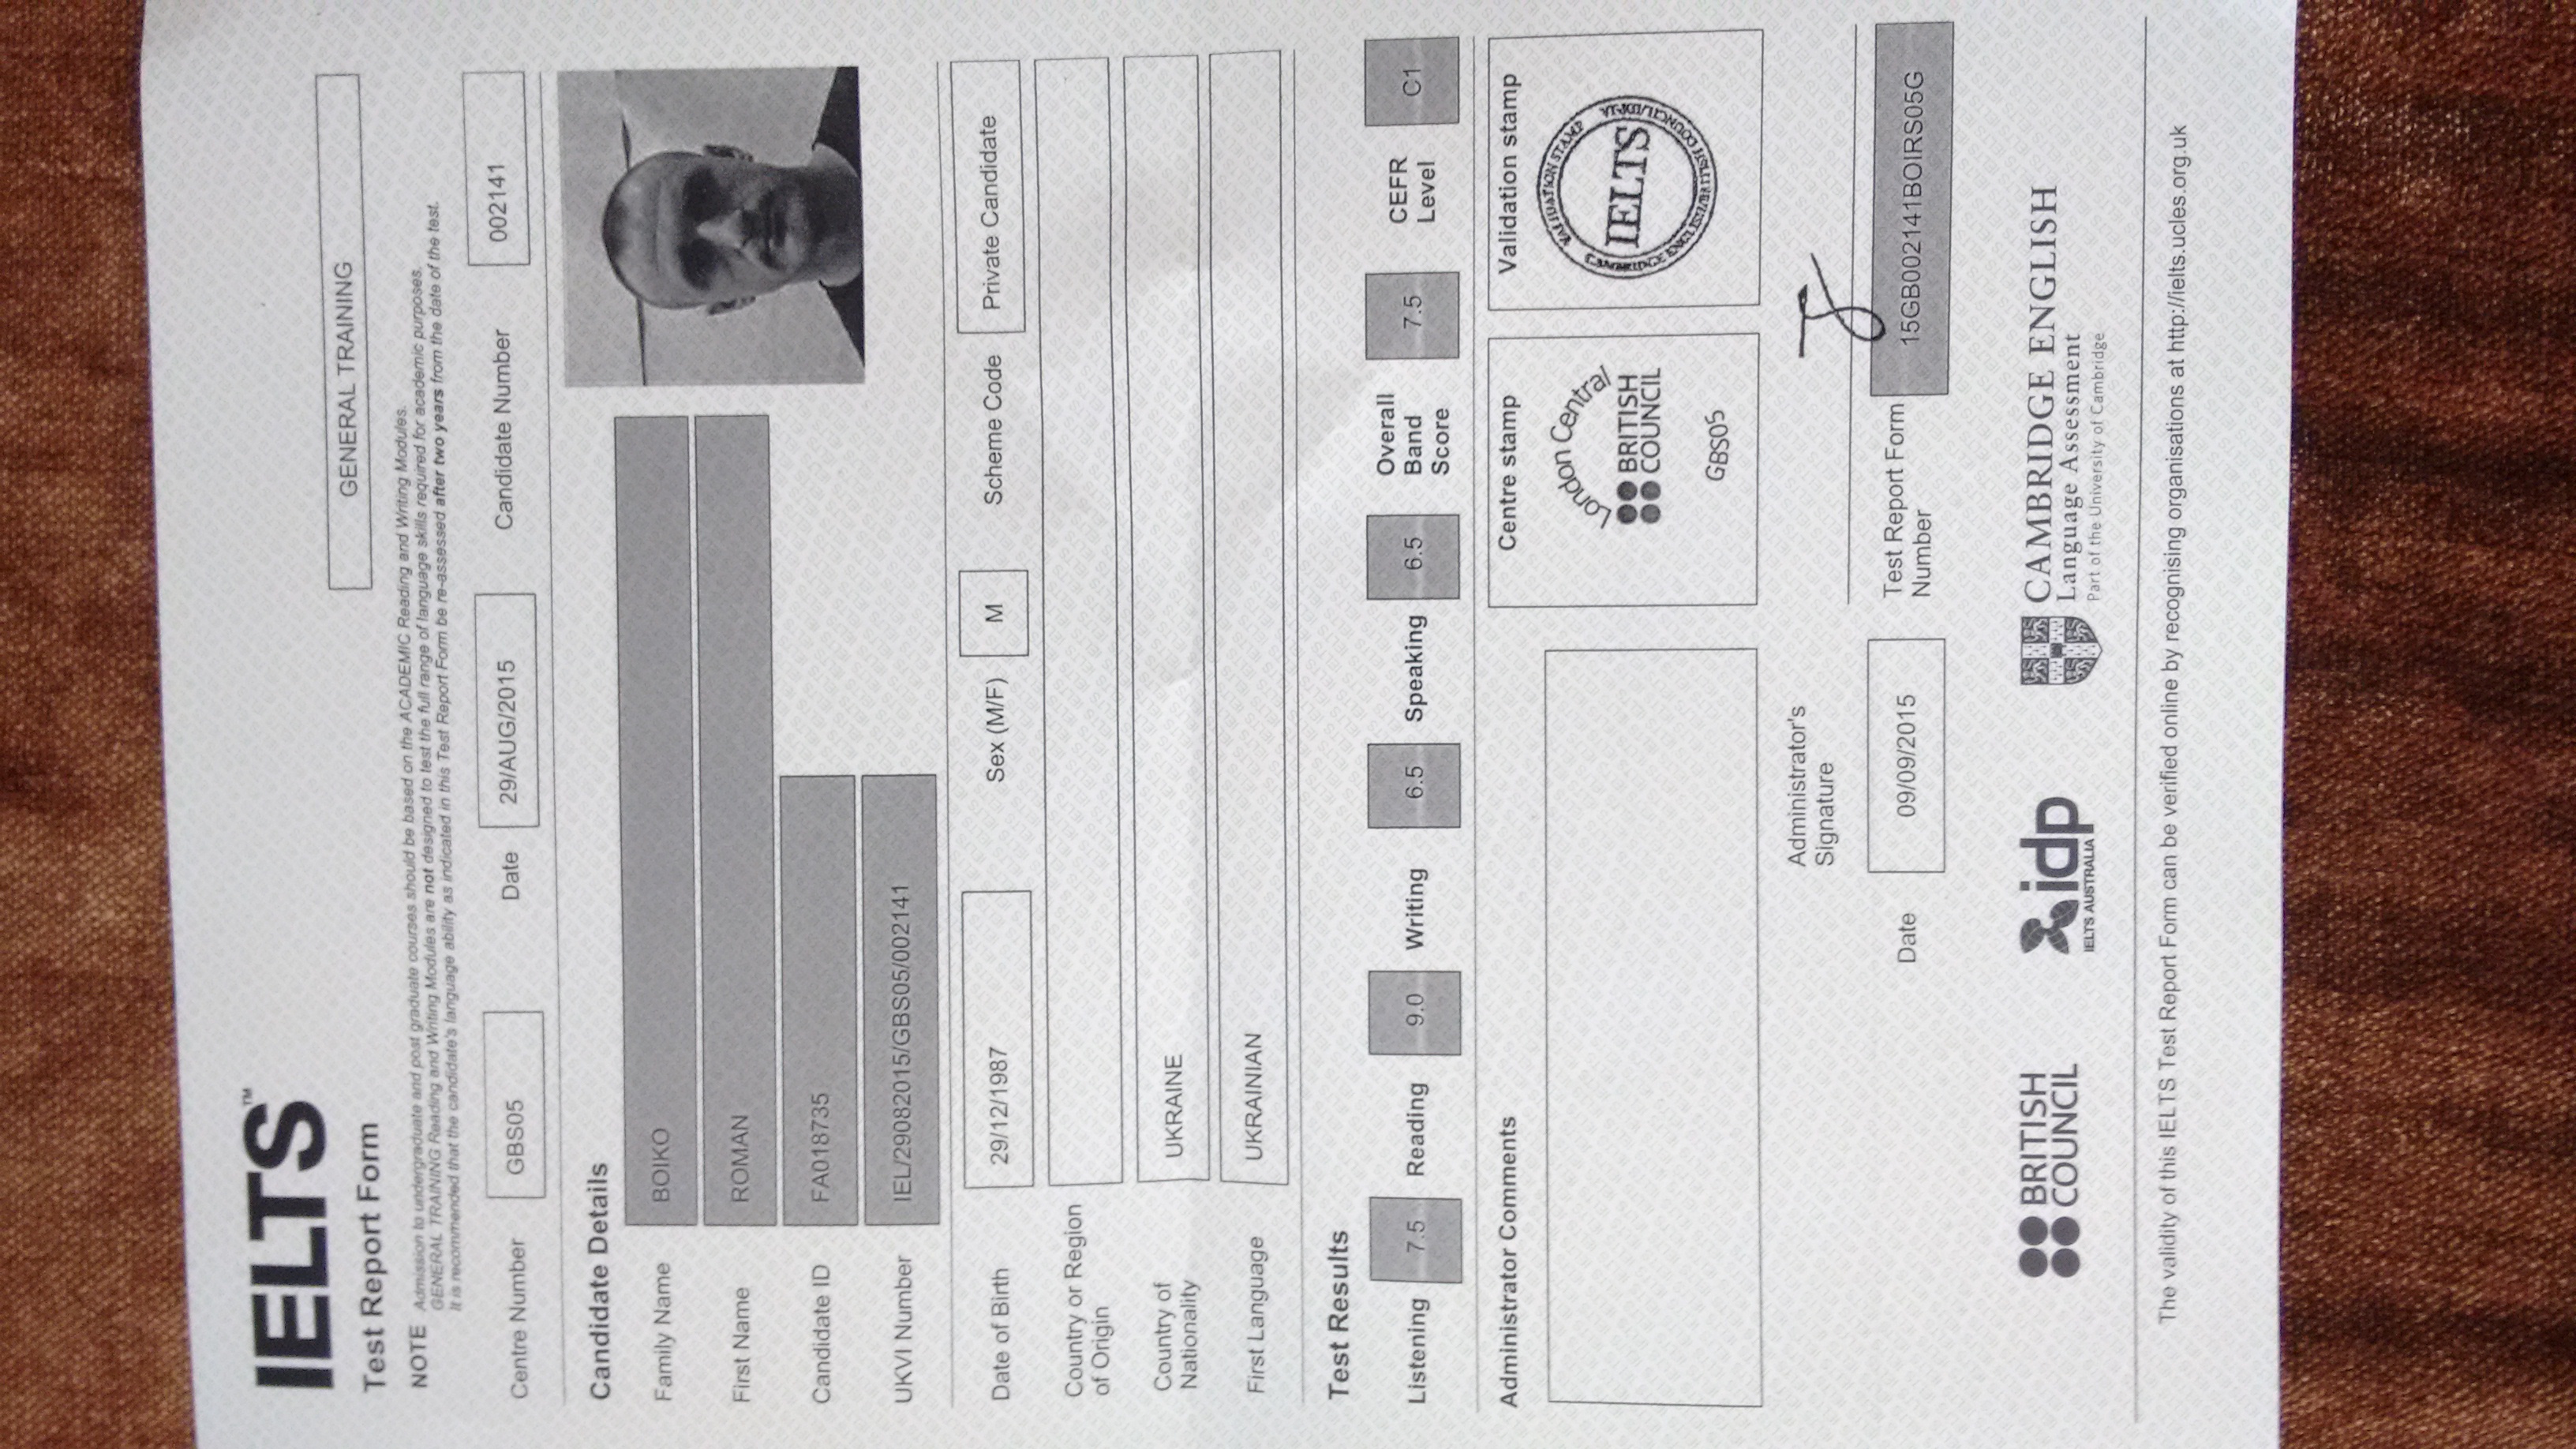 IELTS™
Test Report Form
GENERAL TRAINING
NOTE Admission to undergraduate and post graduate courses should be based on the ACADEMIC Reading and Writing Modules.
GENERAL TRAINING Reading and Writing Modules are not designed to test the full range of language skills required for academic purposes.
It is recommended that the candidate's language ability as indicated in this Test Report Form be re-assessed after two years from the date of the test.
Centre Number GBS05 Date 29/AUG/2015 Candidate Number 002141
Candidate Details
Family Name BOIKO
First Name ROMAN
Candidate ID FA018735
UKVI Number IEL/29082015/GBS05/002141
Date of Birth 29/12/1987 Sex (M/F) M Scheme Code Private Candidate
Country or Region
of Origin
Country of
Nationality UKRAINE
First Language UKRAINIAN
Test Results
Listening 7.5 Reading 9.0 Writing 6.5 Speaking 6.5 Overall Band Score 7.5 CEFR Level C1
Administrator Comments
Centre stamp
London Central
BRITISH
COUNCIL
GBS05
Validation stamp
VALIDATION STAMP
IELTS
CAMBRIDGE ENGLISH/BRITISH COUNCIL/IDP:IA
Administrator's
Signature
Date 09/09/2015
Test Report Form
Number 15GB002141BOIRS05G
BRITISH
COUNCIL
idp
IELTS AUSTRALIA
CAMBRIDGE ENGLISH
Language Assessment
Part of the University of Cambridge
The validity of this IELTS Test Report Form can be verified online by recognising organisations at http://ielts.ucles.org.uk